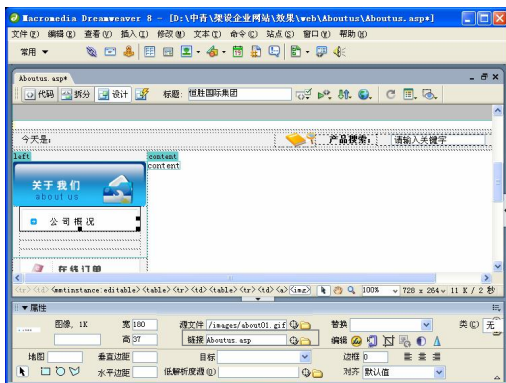 Macromedia Dreamweaver 8 - [D:\中青\架设企业网站\效果\web\Aboutus\Aboutus.asp*]
文件(F) 编辑(E) 查看(V) 插入(I) 修改(M) 文本(T) 命令(C) 站点(S) 窗口(W) 帮助(H)
常用
Aboutus.asp*
代码 拆分 设计 标题: 恒胜国际集团
今天是: 产品搜索: 请输入关键字
left content
content
关于我们
about us
公司概况
在线订单
<tr><td><mmtinstance:editable><table><tr><td><table><tr><td><a><img> 100% 728 x 264 11 K / 2 秒
属性
图像, 1K 宽 180 源文件 /images/about01.gif 替换 类(C) 无
高 37 链接 Aboutus.asp 编辑
地图 垂直边距 目标 边框 0
水平边距 低解析度源(O) 对齐 默认值